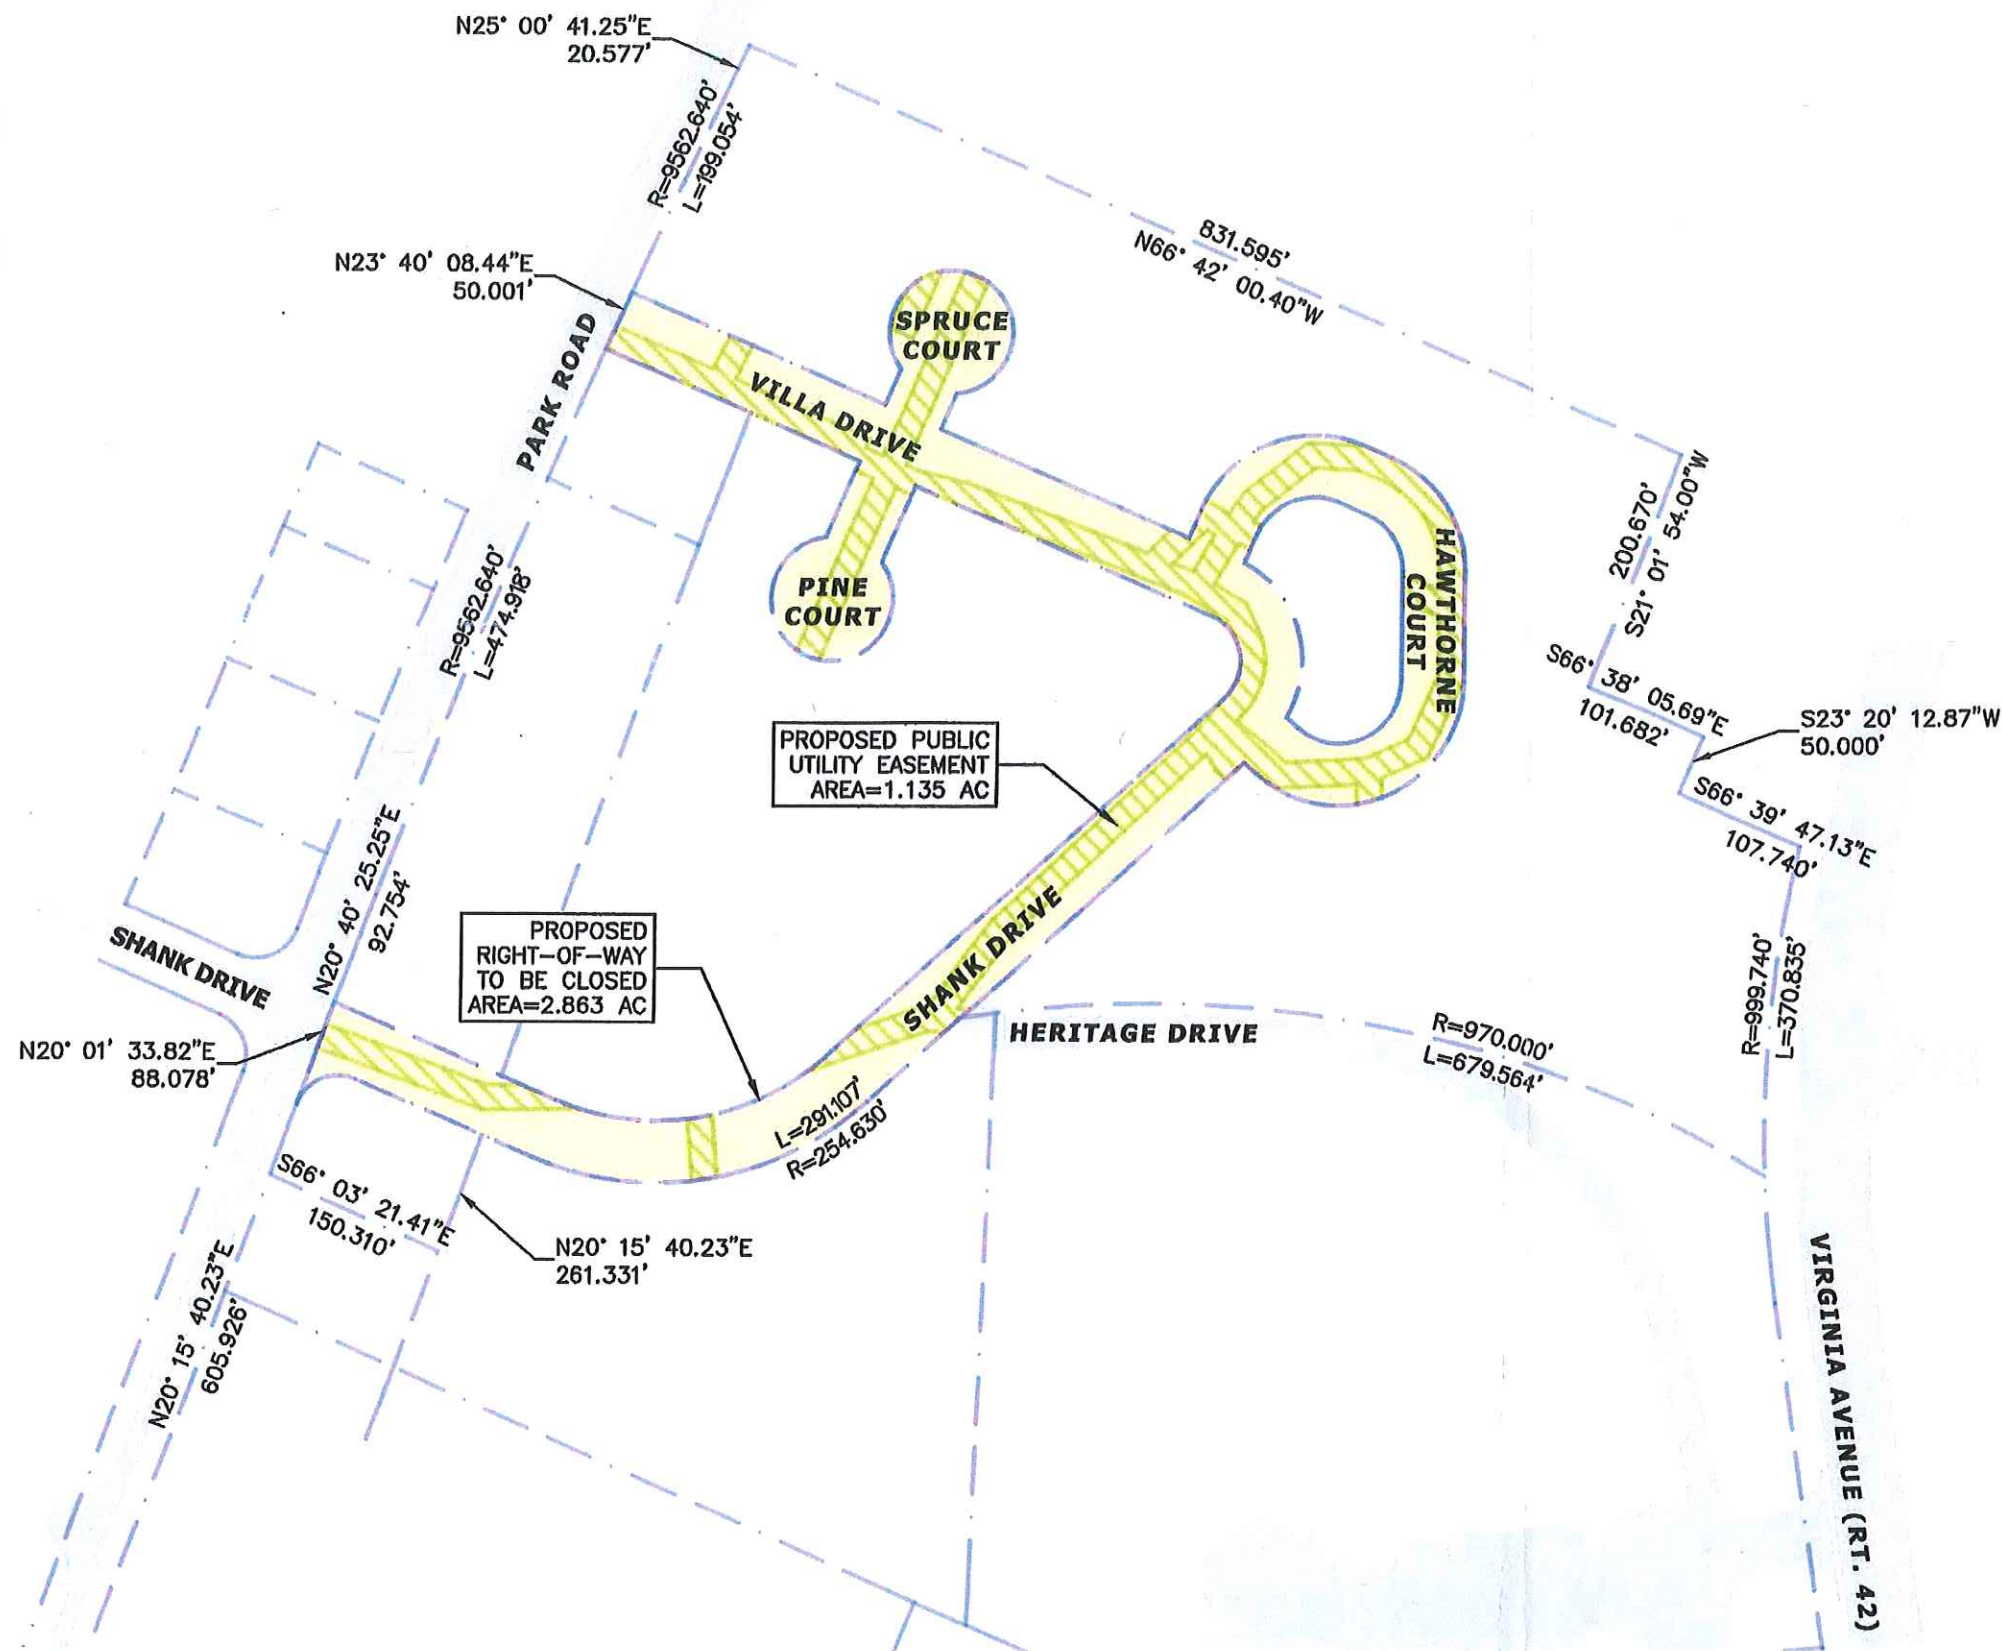 N25° 00' 41.25"E
20.577'
R=9562.640'
L=199.054'
831.595'
N66° 42' 00.40"W
N23° 40' 08.44"E
50.001'
SPRUCE
COURT
PARK ROAD
VILLA DRIVE
PINE
COURT
HAWTHORNE
COURT
200.670'
S21° 01' 54.00"W
S66° 38' 05.69"E
101.682'
S23° 20' 12.87"W
50.000'
S66° 39' 47.13"E
107.740'
R=9562.640'
L=474.918'
PROPOSED PUBLIC
UTILITY EASEMENT
AREA=1.135 AC
N20° 40' 25.25"E
92.754'
PROPOSED
RIGHT-OF-WAY
TO BE CLOSED
AREA=2.863 AC
SHANK DRIVE
SHANK DRIVE
HERITAGE DRIVE
R=970.000'
L=679.564'
R=999.740'
L=370.835'
N20° 01' 33.82"E
88.078'
L=291.107'
R=254.630'
S66° 03' 21.41"E
150.310'
N20° 15' 40.23"E
261.331'
N20° 15' 40.23"E
605.926'
VIRGINIA AVENUE (RT. 42)